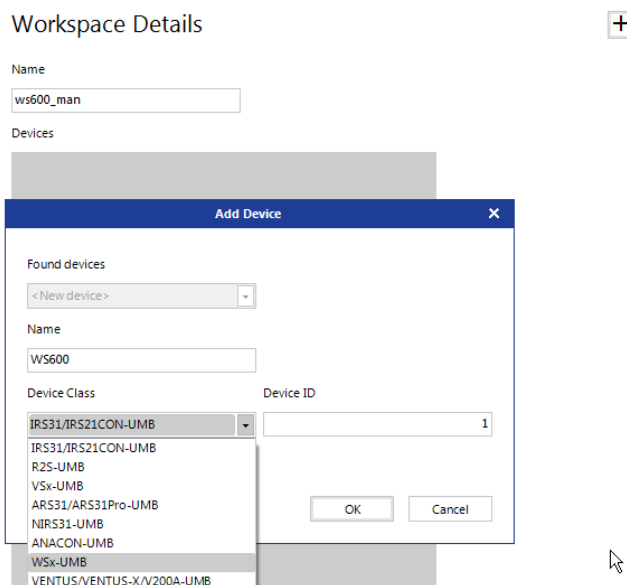 Workspace Details
Name
ws600_man
Devices
Add Device
Found devices
<New device>
Name
WS600
Device Class Device ID
IRS31/IRS21CON-UMB 1
IRS31/IRS21CON-UMB
R2S-UMB
VSx-UMB
ARS31/ARS31Pro-UMB
NIRS31-UMB
OK Cancel
ANACON-UMB
WSx-UMB
VENTUS/VENTUS-X/V200A-UMB